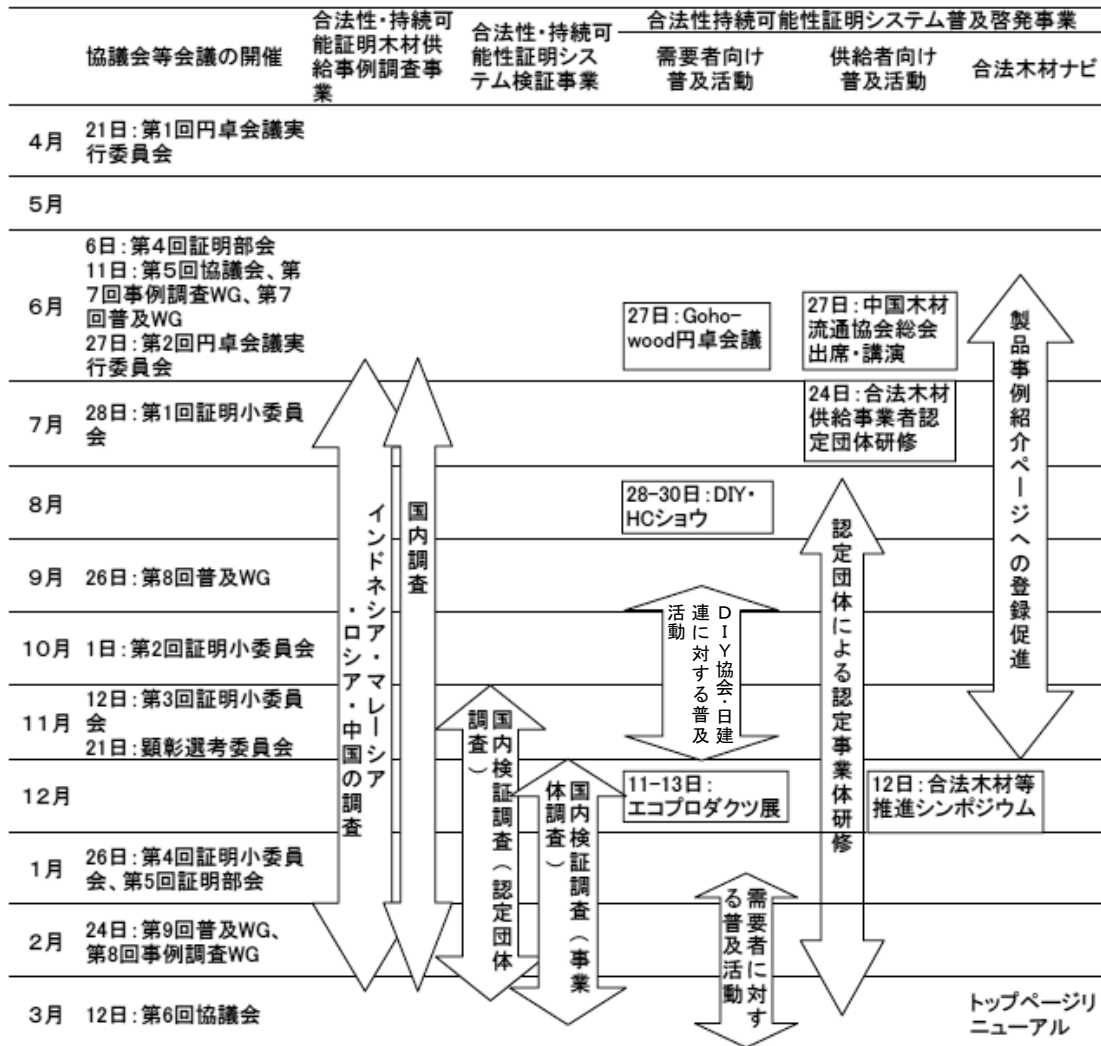 協議会等会議の開催
合法性・持続可
能証明木材供
給事例調査事
業
合法性・持続可
能性証明シス
テム検証事業
合法性持続可能性証明システム普及啓発事業
需要者向け
普及活動
供給者向け
普及活動
合法木材ナビ
4月
21日：第1回円卓会議実
行委員会
5月
6月
6日：第4回証明部会
11日：第5回協議会、第
7回事例調査WG、第7
回普及WG
27日：第2回円卓会議実
行委員会
27日：Goho-
wood円卓会議
27日：中国木材
流通協会総会
出席・講演
7月
28日：第1回証明小委員
会
24日：合法木材
供給事業者認
定団体研修
8月
28-30日：DIY・
HCショウ
9月
26日：第8回普及WG
10月
1日：第2回証明小委員会
11月
12日：第3回証明小委員
会
21日：顕彰選考委員会
12月
11-13日：
エコプロダクツ展
12日：合法木材等
推進シンポジウム
1月
26日：第4回証明小委員
会、第5回証明部会
2月
24日：第9回普及WG、
第8回事例調査WG
3月
12日：第6回協議会
トップページリ
ニューアル
インドネシア・マレーシア
・ロシア・中国の調査
国内調査
国内検証調査（認定団体
調査）
国内検証調査（事業
体調査）
DIY協会・日建
連に対する普及
活動
需要者に対す
る普及活動
認定団体による認定事業体研修
製品事例紹介ページへの登録促進